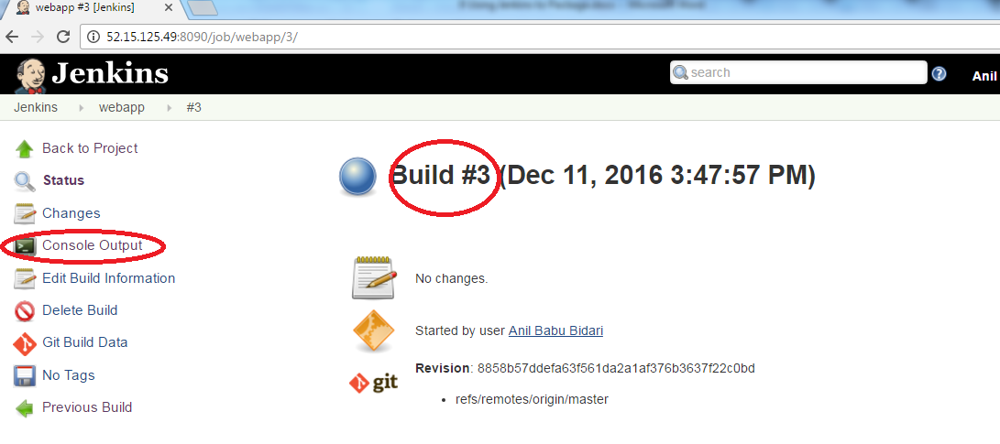 webapp #3 [Jenkins]
52.15.125.49:8090/job/webapp/3/
Jenkins
search
Anil
Jenkins webapp #3
Back to Project
Status
Changes
Console Output
Edit Build Information
Delete Build
Git Build Data
No Tags
Previous Build
Build #3 (Dec 11, 2016 3:47:57 PM)
No changes.
Started by user Anil Babu Bidari
git
Revision: 8858b57ddefa63f561da2a1af376b3637f22c0bd
refs/remotes/origin/master